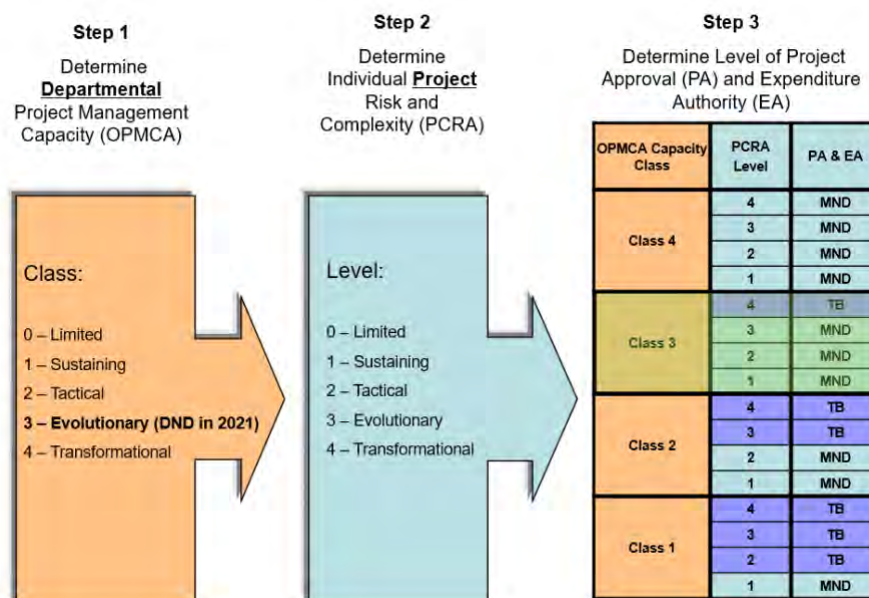 Step 1
Determine
Departmental
Project Management
Capacity (OPMCA)
Class:
0 – Limited
1 – Sustaining
2 – Tactical
3 – Evolutionary (DND in 2021)
4 – Transformational
Step 2
Determine
Individual Project
Risk and
Complexity (PCRA)
Level:
0 – Limited
1 – Sustaining
2 – Tactical
3 – Evolutionary
4 – Transformational
Step 3
Determine Level of Project
Approval (PA) and Expenditure
Authority (EA)
OPMCA Capacity
Class
PCRA
Level
PA & EA
Class 4
4 MND
3 MND
2 MND
1 MND
Class 3
4 TB
3 MND
2 MND
1 MND
Class 2
4 TB
3 TB
2 MND
1 MND
Class 1
4 TB
3 TB
2 TB
1 MND